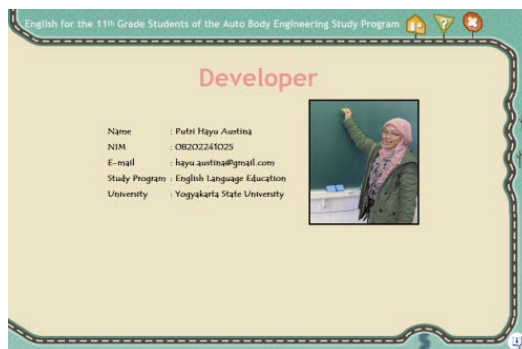 English for the 11th Grade Students of the Auto Body Engineering Study Program
Developer
Name : Putri Hayu Austina
NIM : 08202241025
E-mail : hayu.austina@gmail.com
Study Program : English Language Education
University : Yogyakarta State University